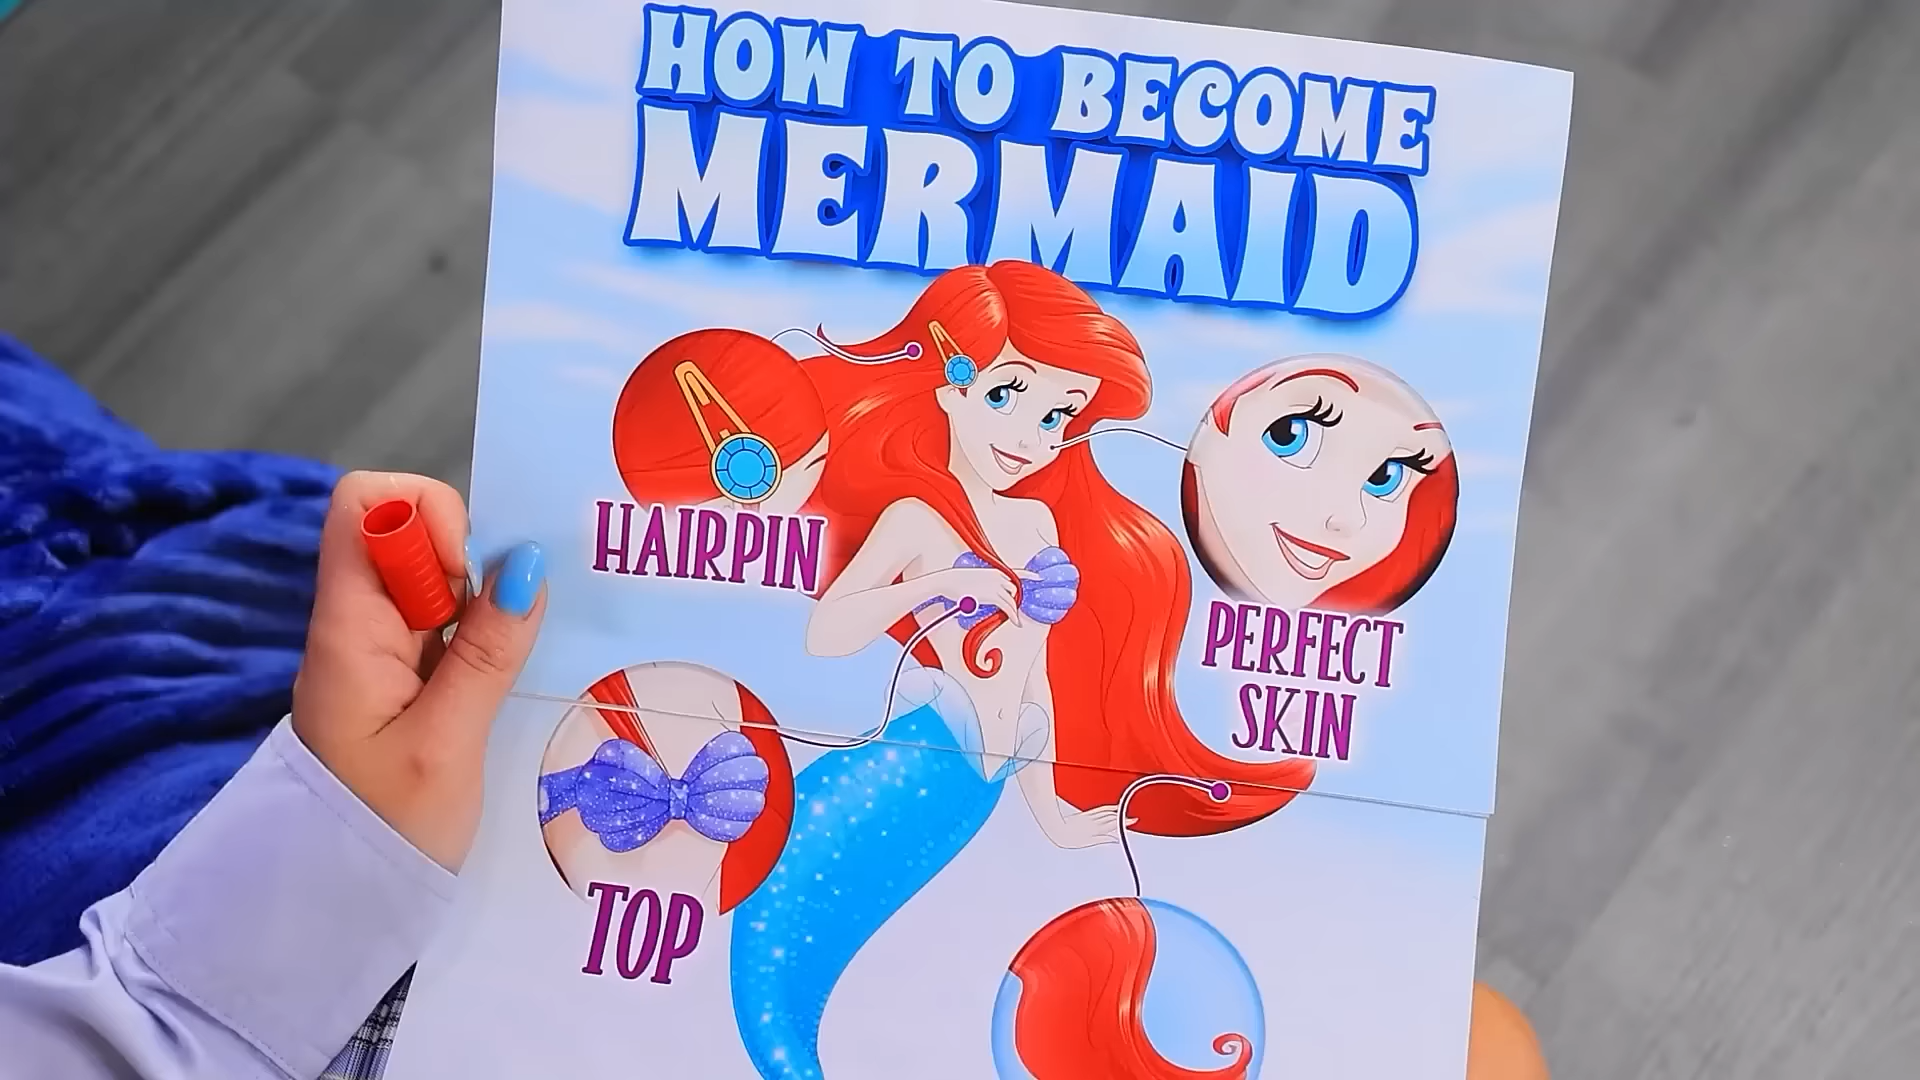 HOW TO BECOME
MERMAID
HAIRPIN
PERFECT
SKIN
TOP